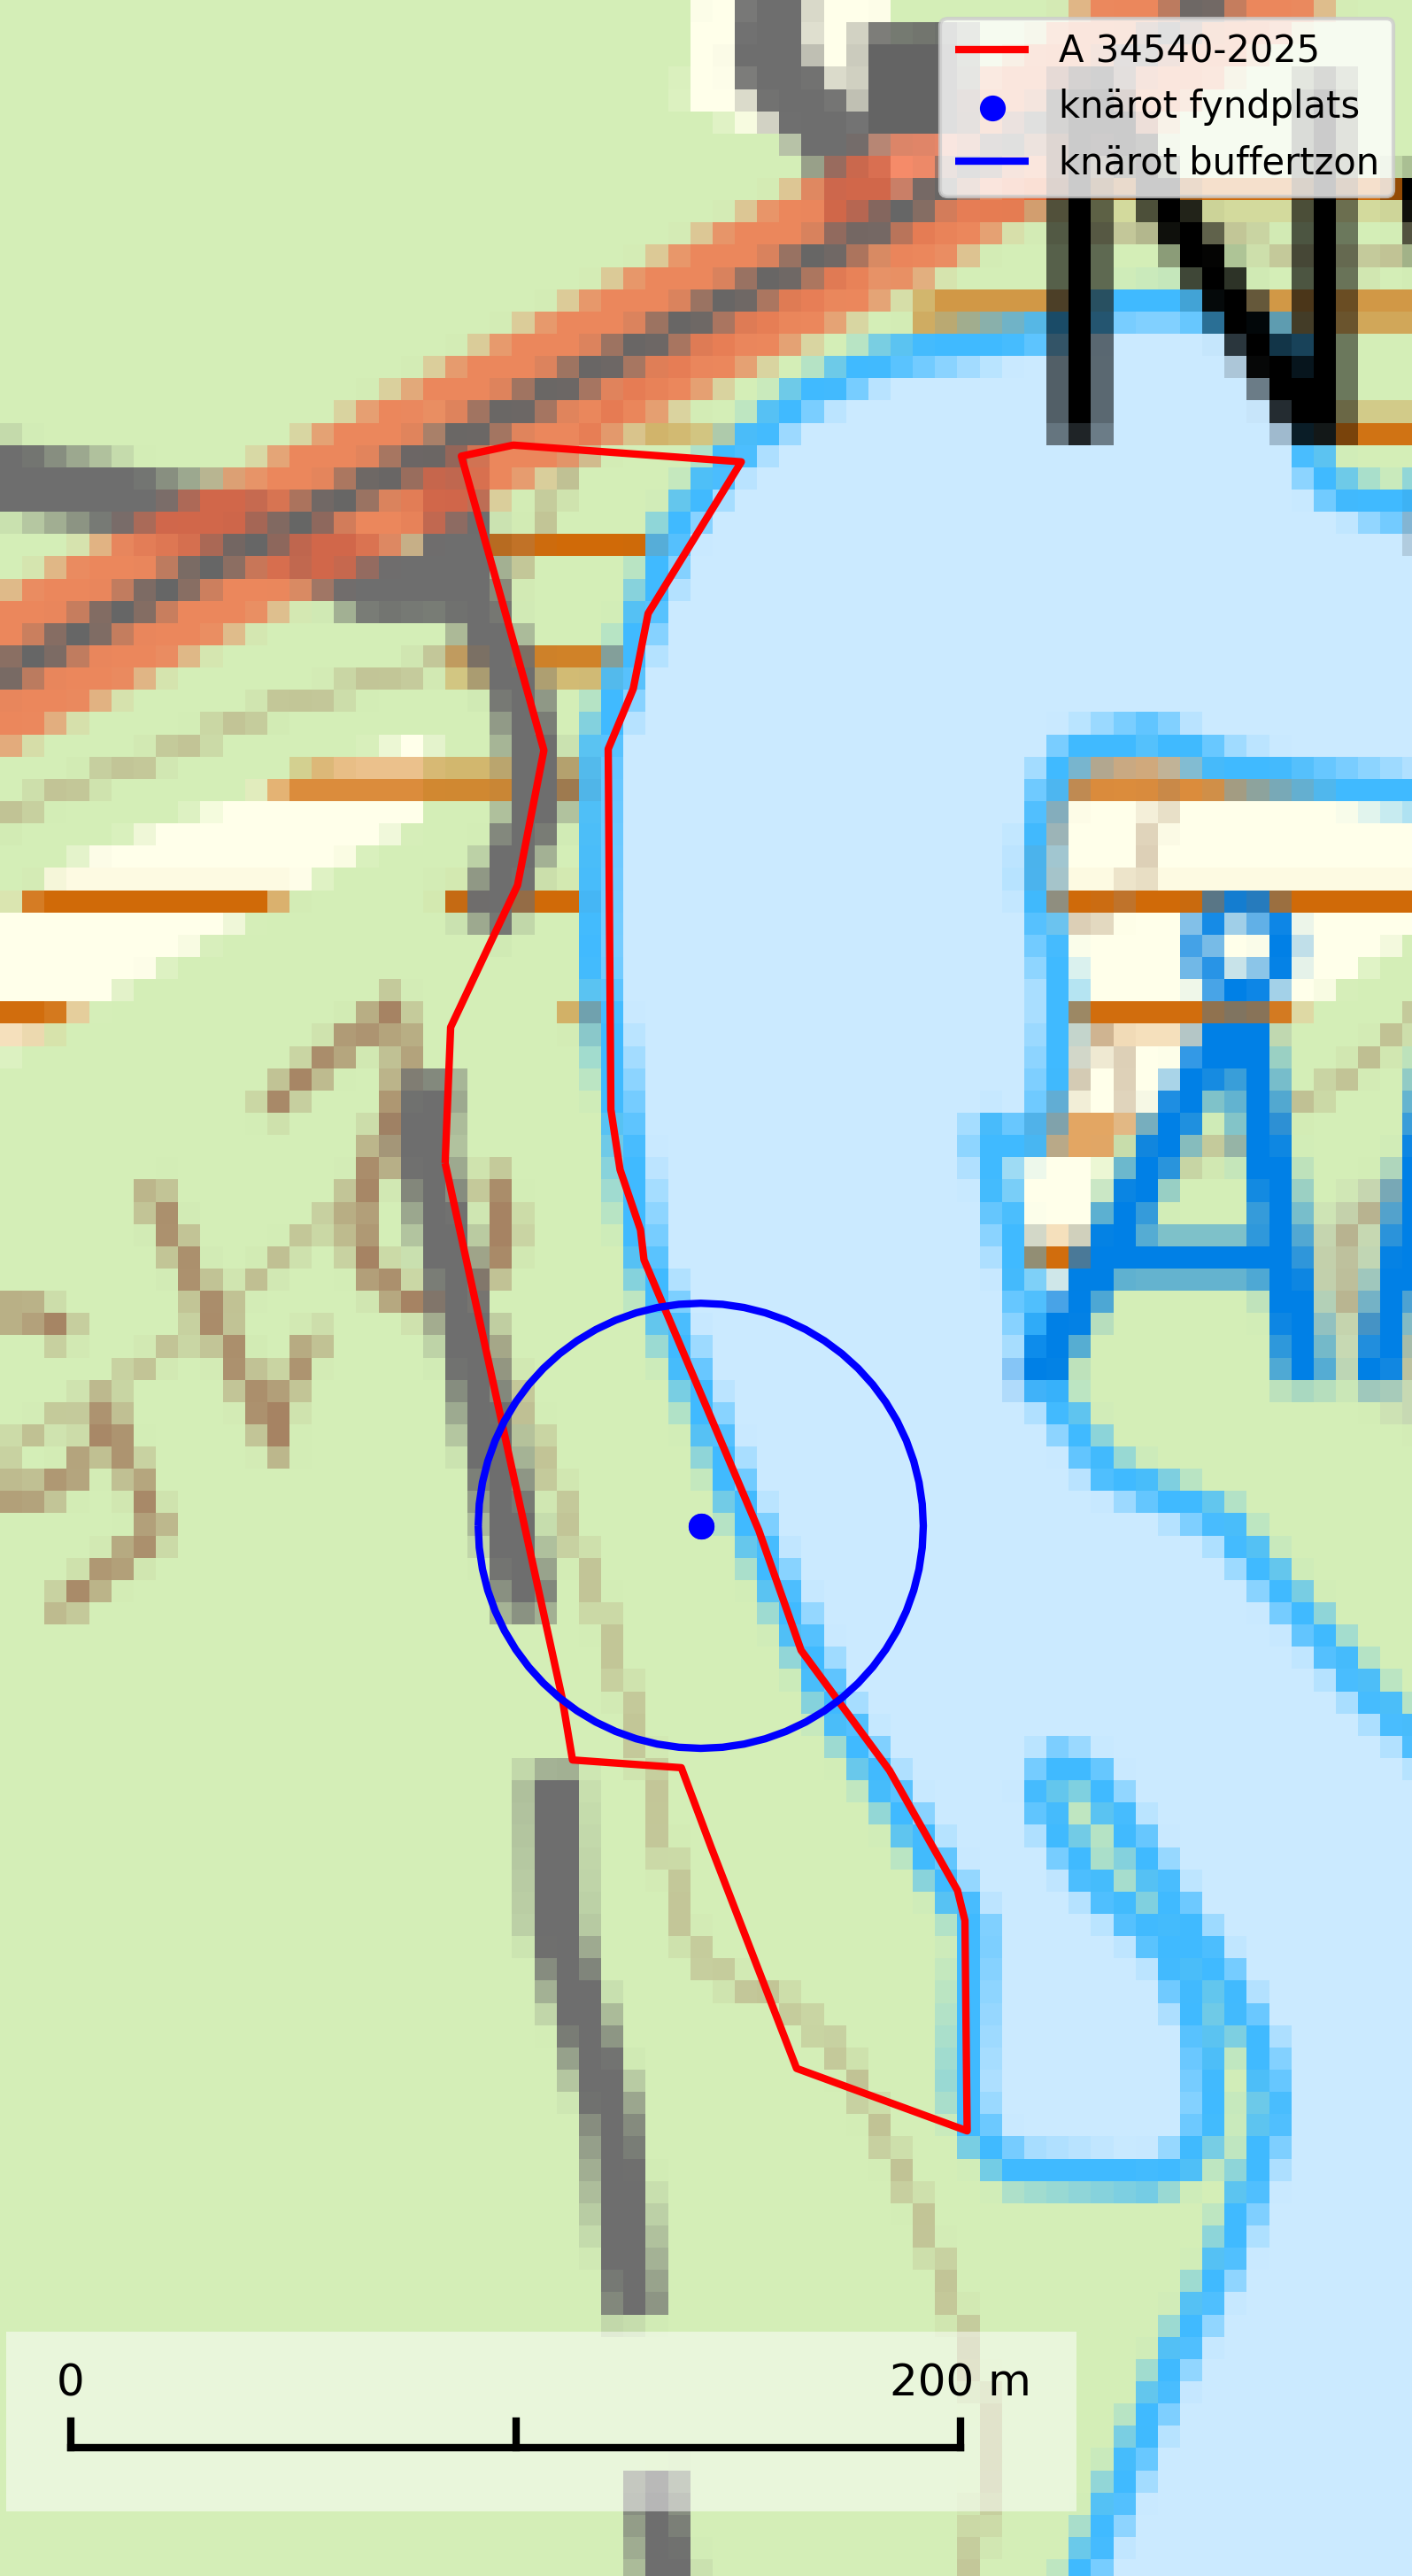 A 34540-2025
knärot fyndplats
knärot buffertzon
A
0
200 m